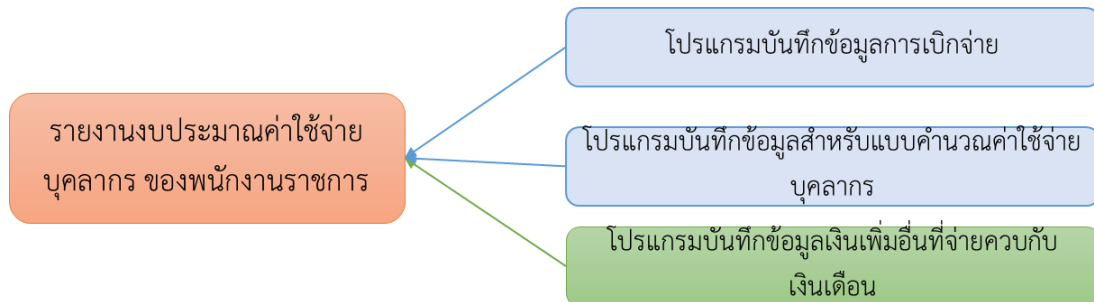 โปรแกรมบันทึกข้อมูลการเบิกจ่าย
รายงานงบประมาณค่าใช้จ่าย
บุคลากร ของพนักงานราชการ
โปรแกรมบันทึกข้อมูลสำหรับแบบคำนวณค่าใช้จ่าย
บุคลากร
โปรแกรมบันทึกข้อมูลเงินเพิ่มอื่นที่จ่ายควบกับ
เงินเดือน